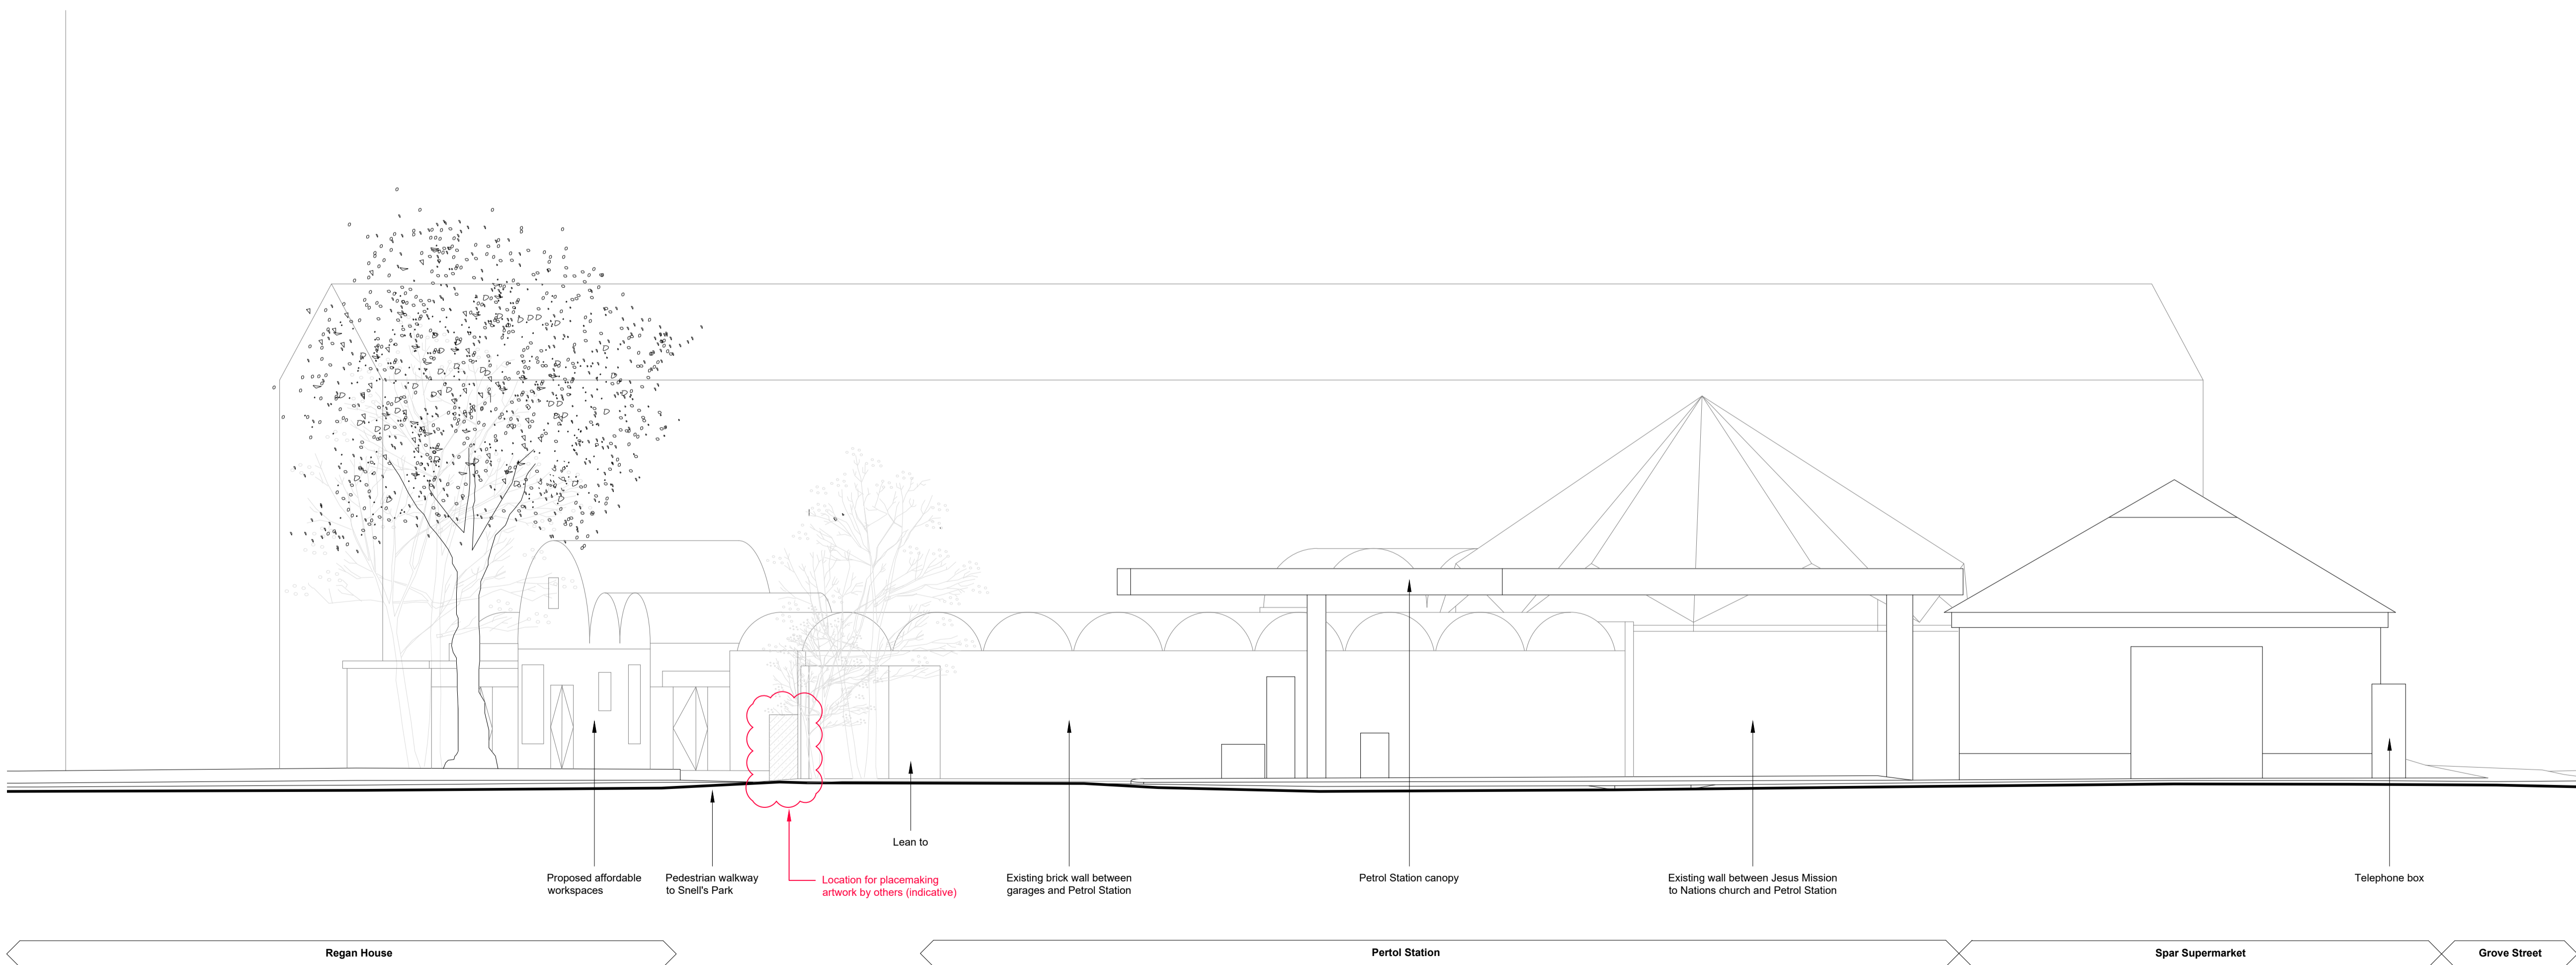 Lean to
Proposed affordable
workspaces
Pedestrian walkway
to Snell's Park
Location for placemaking
artwork by others (indicative)
Existing brick wall between
garages and Petrol Station
Petrol Station canopy
Existing wall between Jesus Mission
to Nations church and Petrol Station
Telephone box
Regan House
Pertol Station
Spar Supermarket
Grove Street